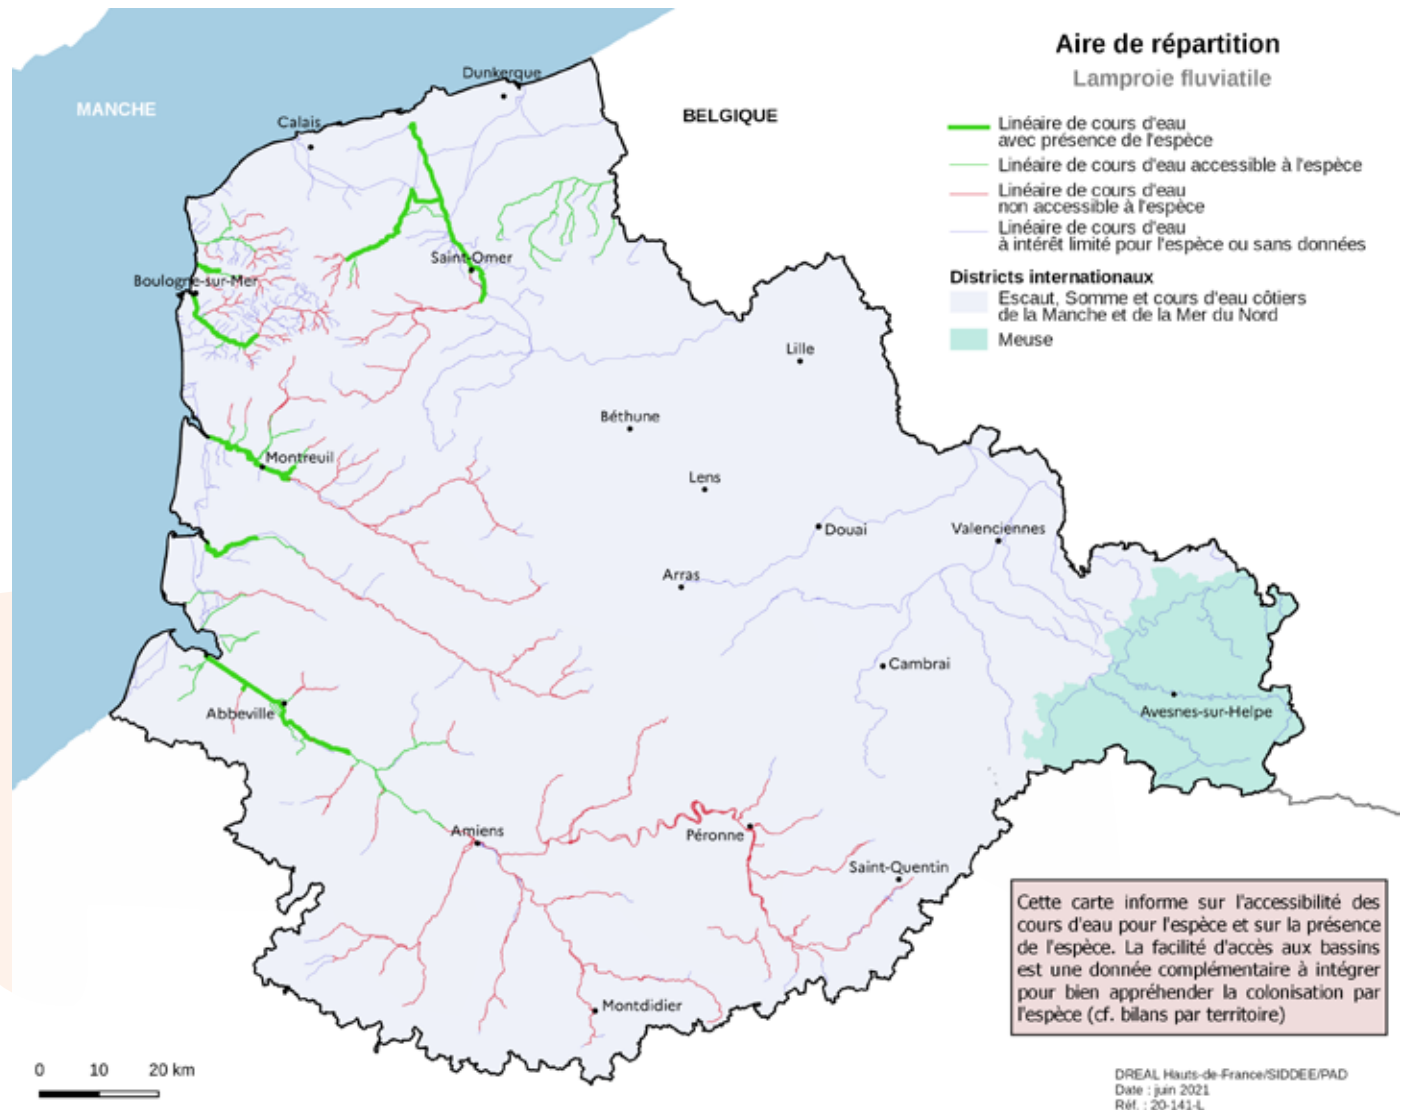 Aire de répartition
Lamproie fluviatile
Linéaire de cours d'eau
avec présence de l'espèce
Linéaire de cours d'eau accessible à l'espèce
Linéaire de cours d'eau
non accessible à l'espèce
Linéaire de cours d'eau
à intérêt limité pour l'espèce ou sans données
Districts internationaux
Escaut, Somme et cours d'eau côtiers
de la Manche et de la Mer du Nord
Meuse
MANCHE
BELGIQUE
Dunkerque
Calais
Saint-Omer
Boulogne-sur-Mer
Lille
Béthune
Montreuil
Lens
Douai
Valenciennes
Arras
Cambrai
Avesnes-sur-Helpe
Abbeville
Amiens
Péronne
Saint-Quentin
Montdidier
Cette carte informe sur l'accessibilité des
cours d'eau pour l'espèce et sur la présence
de l'espèce. La facilité d'accès aux bassins
est une donnée complémentaire à intégrer
pour bien appréhender la colonisation par
l'espèce (cf. bilans par territoire)
0 10 20 km
DREAL Hauts-de-France/SIDDEE/PAD
Date : juin 2021
Réf. : 20-141-L